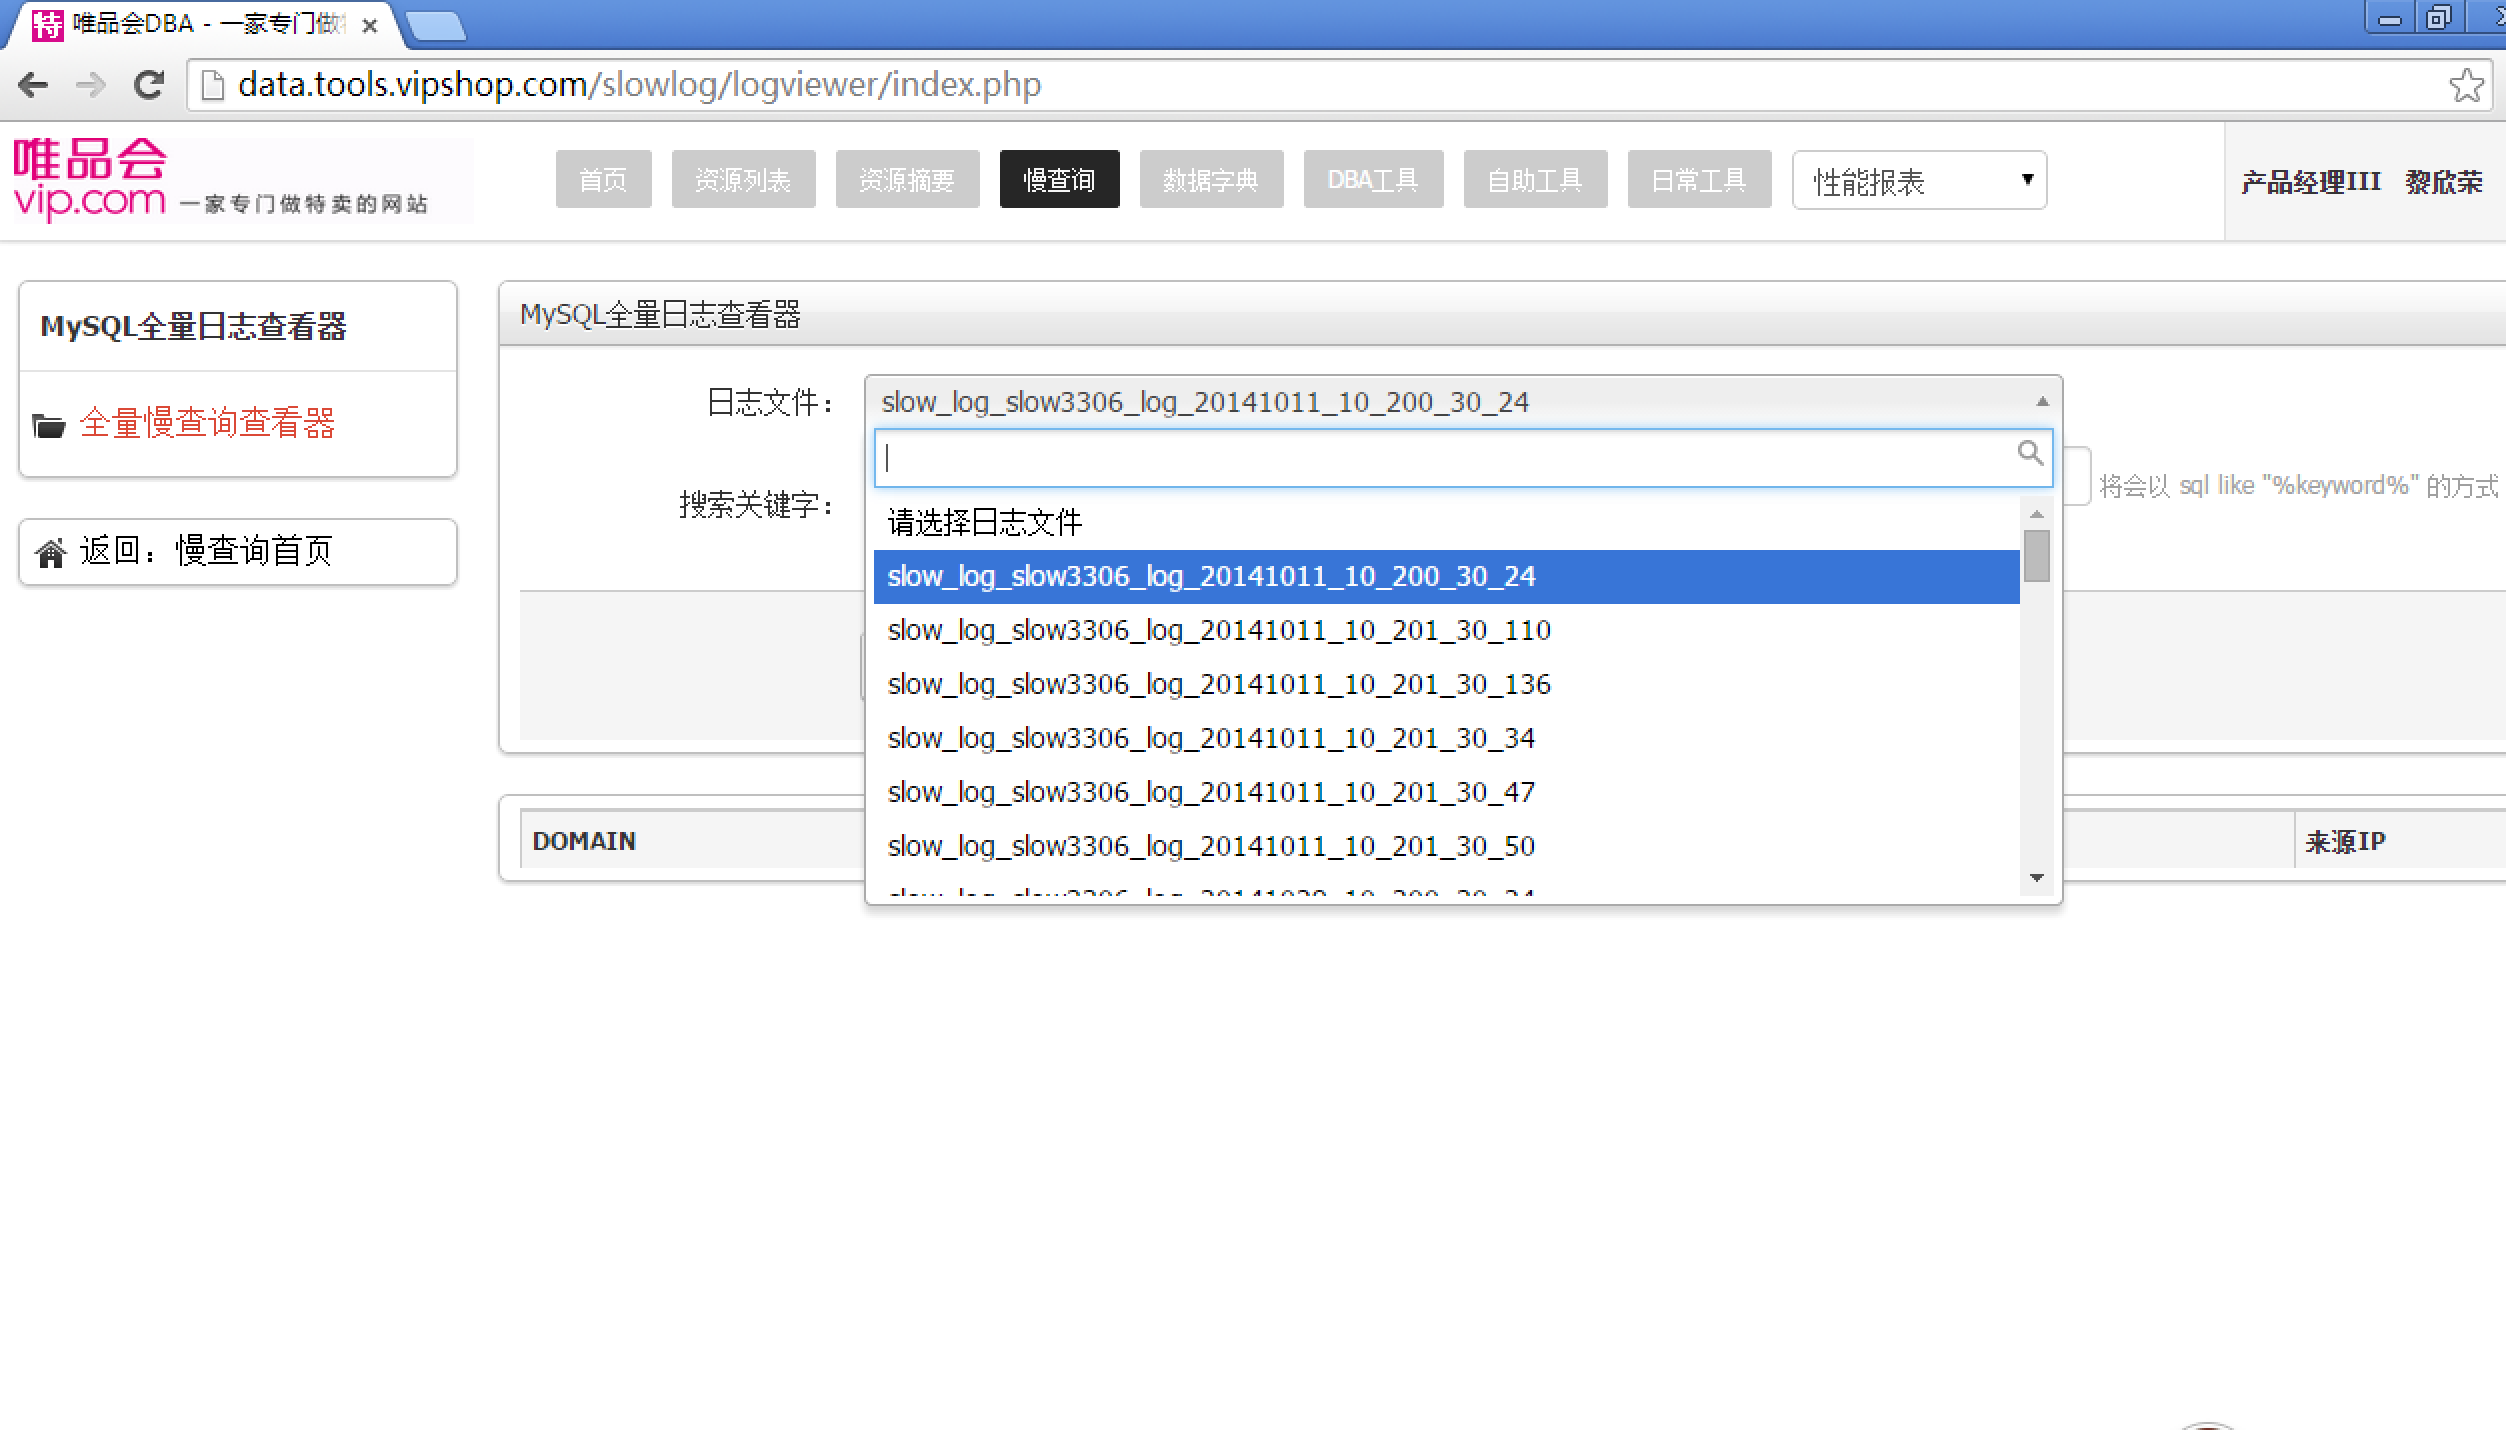 特 唯品会DBA - 一家专门做
data.tools.vipshop.com/slowlog/logviewer/index.php
唯品会
vip.com 一家专门做特卖的网站
首页 资源列表 资源摘要 慢查询 数据字典 DBA工具 自助工具 日常工具 性能报表
产品经理III 黎欣荣
MySQL全量日志查看器
全量慢查询查看器
返回：慢查询首页
MySQL全量日志查看器
日志文件： slow_log_slow3306_log_20141011_10_200_30_24
搜索关键字： 将会以 sql like "%keyword%" 的方式
请选择日志文件
slow_log_slow3306_log_20141011_10_200_30_24
slow_log_slow3306_log_20141011_10_201_30_110
slow_log_slow3306_log_20141011_10_201_30_136
slow_log_slow3306_log_20141011_10_201_30_34
slow_log_slow3306_log_20141011_10_201_30_47
slow_log_slow3306_log_20141011_10_201_30_50
DOMAIN 来源IP